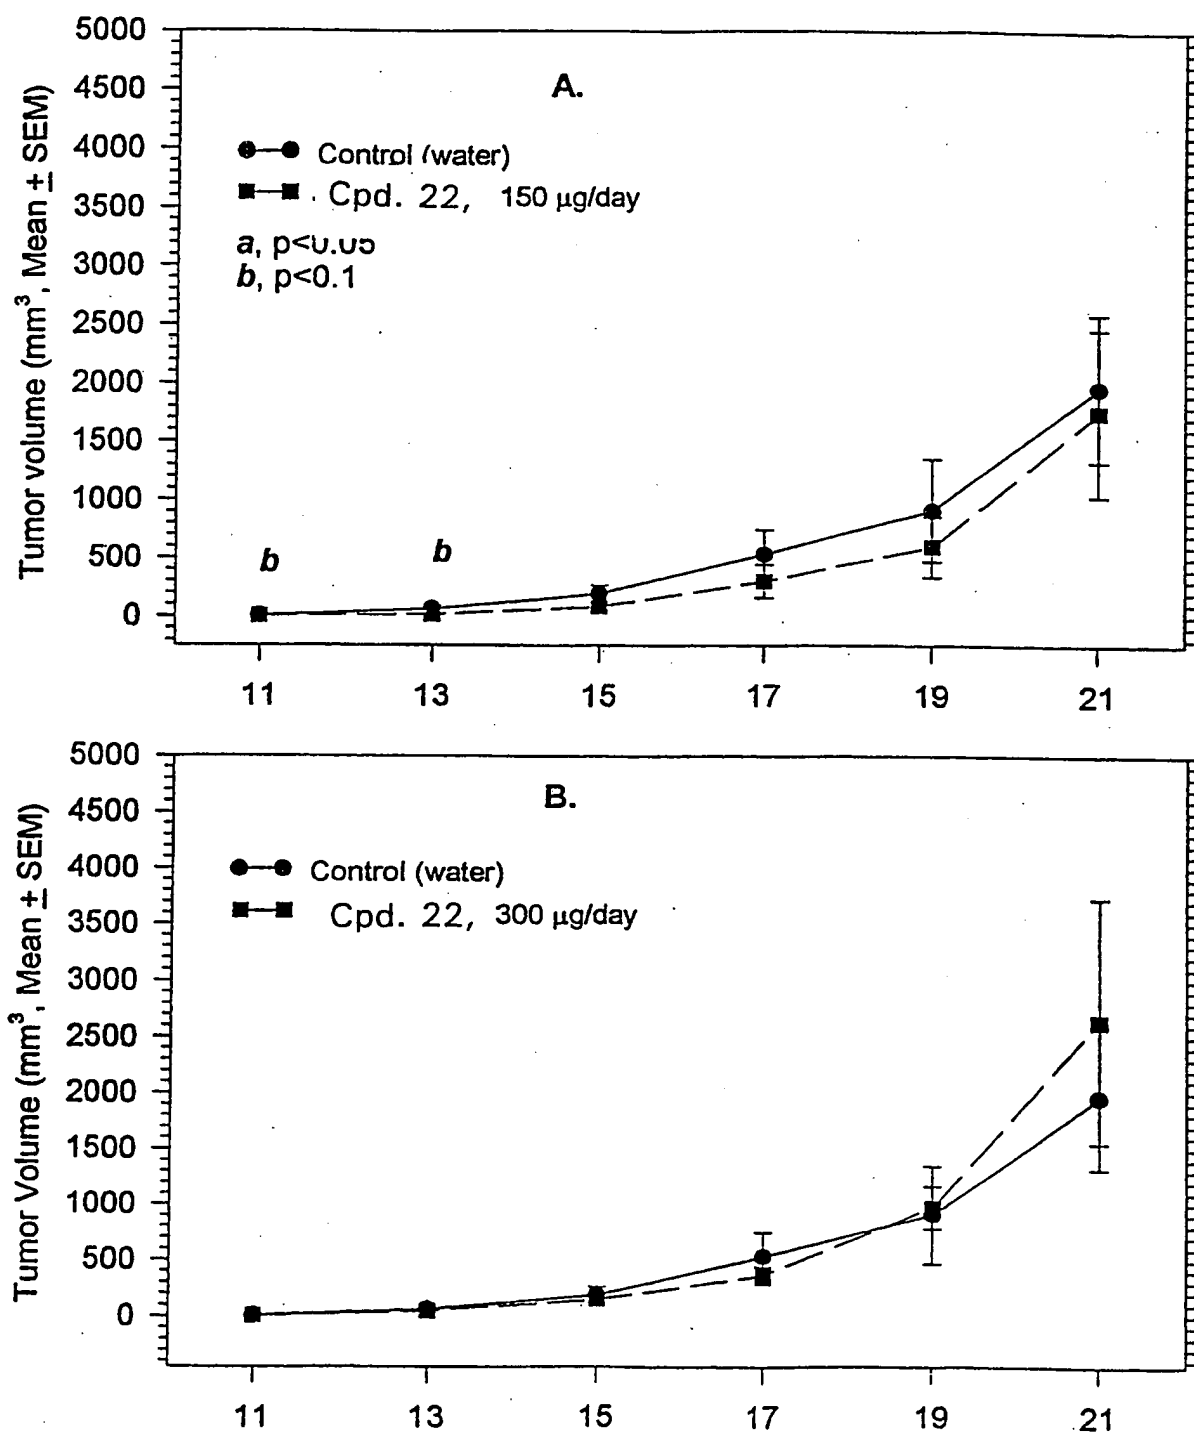 5000
A.
4500
4000
3500
3000
2500
2000
1500
1000
500
0
Tumor volume (mm³, Mean ± SEM)
Control (water)
Cpd. 22, 150 µg/day
a, p<0.05
b, p<0.1
b
b
11 13 15 17 19 21
5000
B.
4500
4000
3500
3000
2500
2000
1500
1000
500
0
Tumor Volume (mm³, Mean ± SEM)
Control (water)
Cpd. 22, 300 µg/day
11 13 15 17 19 21